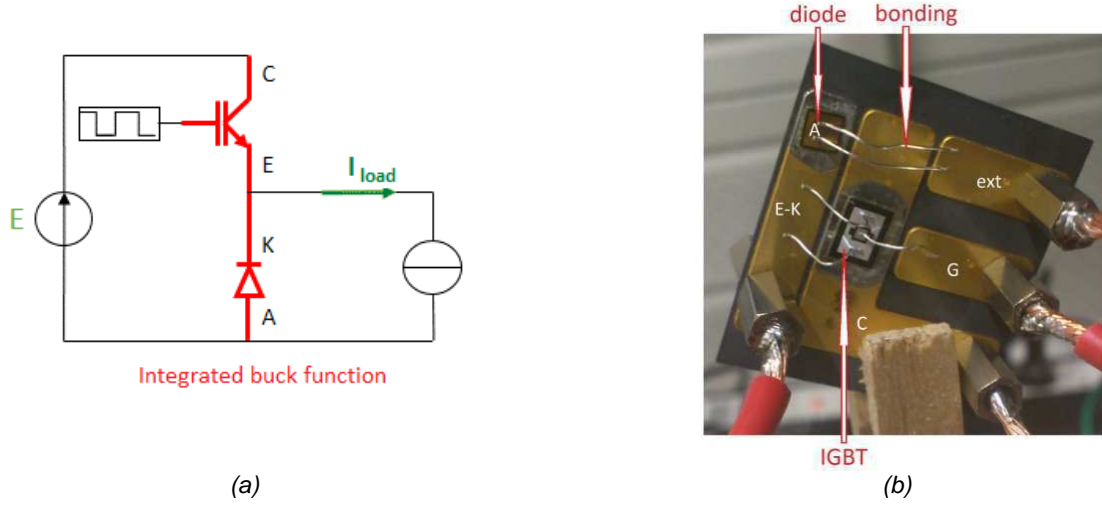 C
E
I load
E
K
A
Integrated buck function
(a)
diode bonding
A
ext
E-K
G
C
IGBT
(b)